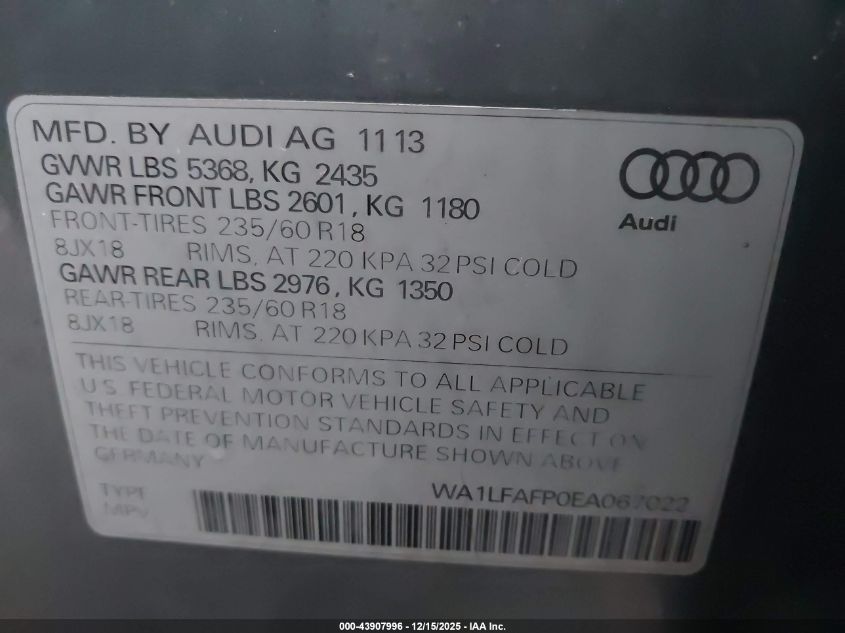 MFD. BY AUDI AG 1113
GVWR LBS 5368, KG 2435
GAWR FRONT LBS 2601, KG 1180
FRONT-TIRES 235/60 R18
8JX18 RIMS, AT 220 KPA 32 PSI COLD
GAWR REAR LBS 2976, KG 1350
REAR-TIRES 235/60 R18
8JX18 RIMS, AT 220 KPA 32 PSI COLD
Audi
THIS VEHICLE CONFORMS TO ALL APPLICABLE
U.S. FEDERAL MOTOR VEHICLE SAFETY AND
THEFT PREVENTION STANDARDS IN EFFECT ON
THE DATE OF MANUFACTURE SHOWN ABOVE
GERMANY
TYPE
MPV
WA1LFAFP0EA067022
000-43907996 - 12/15/2025 - IAA Inc.